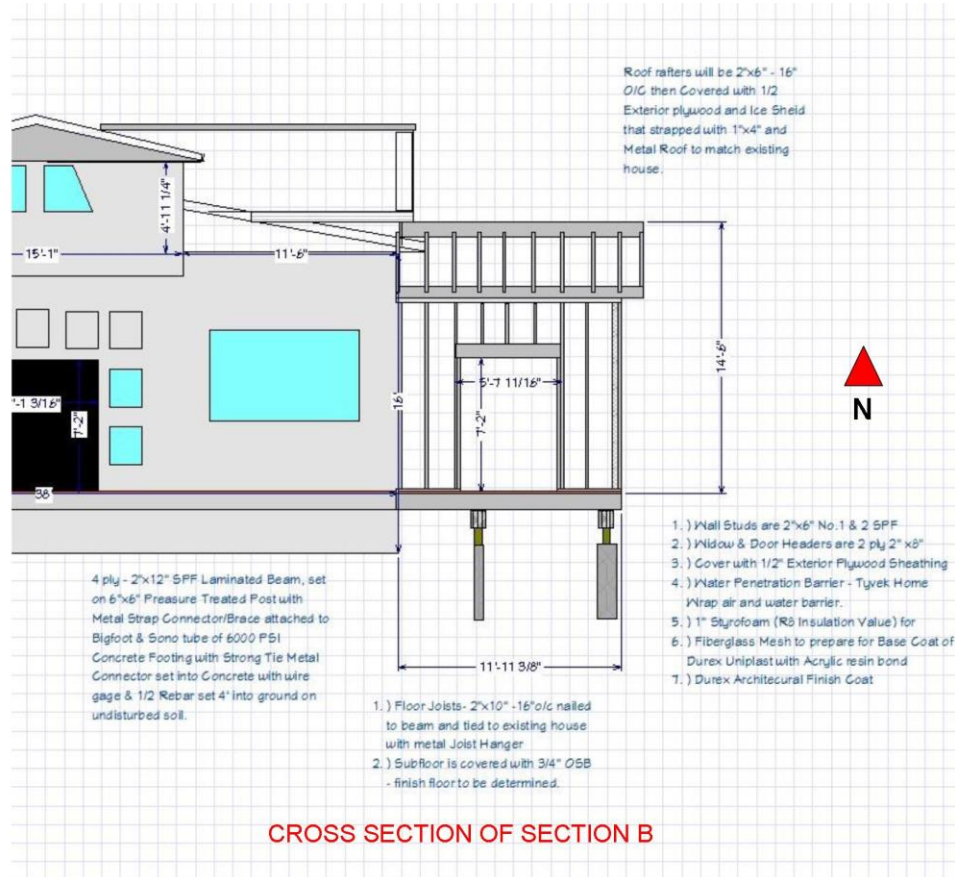 Roof rafters will be 2"x6" - 16"
O/C then Covered with 1/2
Exterior plywood and Ice Sheid
that strapped with 1"x4" and
Metal Roof to match existing
house.
4'-11 1/4"
15'-1"
11'-6"
14'-6"
5'-7 11/16"
16'
-1 3/16"
7'-2"
7'-2"
N
38
1. ) Wall Studs are 2"x6" No.1 & 2 SPF
2. ) Widow & Door Headers are 2 ply 2" x8"
3. ) Cover with 1/2" Exterior Plywood Sheathing
4. ) Water Penetration Barrier - Tyvek Home
Wrap air and water barrier.
5. ) 1" Styrofoam (R5 Insulation Value) for
6. ) Fiberglass Mesh to prepare for Base Coat of
Durex Uniplast with Acrylic resin bond
7. ) Durex Architecural Finish Coat
4 ply - 2"x12" SPF Laminated Beam, set
on 6"x6" Preasure Treated Post with
Metal Strap Connector/Brace attached to
Bigfoot & Sono tube of 6000 PSI
Concrete Footing with Strong Tie Metal
Connector set into Concrete with wire
gage & 1/2 Rebar set 4' into ground on
undisturbed soil.
11'-11 3/8"
1. ) Floor Joists- 2"x10" -16"o/c nailed
to beam and tied to existing house
with metal Joist Hanger
2. ) Subfloor is covered with 3/4" OSB
- finish floor to be determined.
CROSS SECTION OF SECTION B